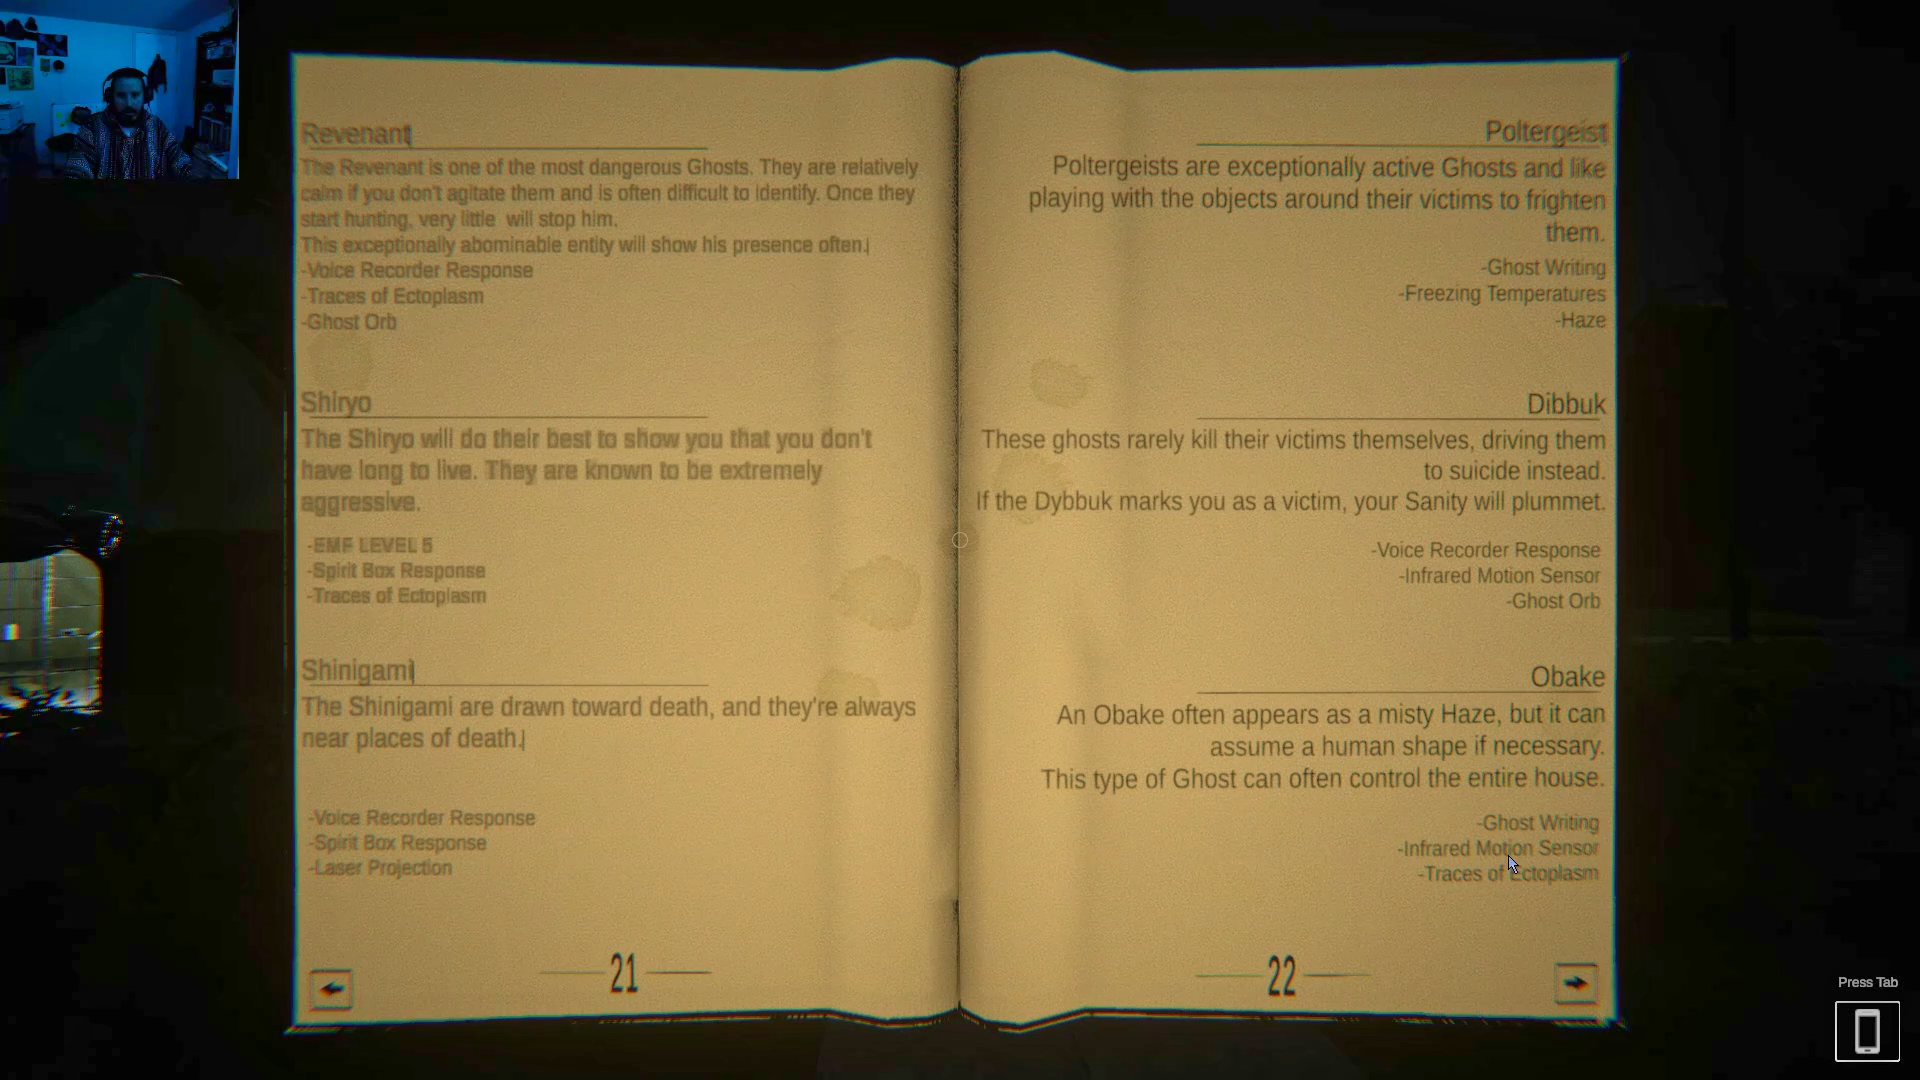 Revenant
The Revenant is one of the most dangerous Ghosts. They are relatively
calm if you don't agitate them and is often difficult to identify. Once they
start hunting, very little will stop him.
This exceptionally abominable entity will show his presence often.
-Voice Recorder Response
-Traces of Ectoplasm
-Ghost Orb
Shiryo
The Shiryo will do their best to show you that you don't
have long to live. They are known to be extremely
aggressive.
-EMF LEVEL 5
-Spirit Box Response
-Traces of Ectoplasm
Shinigami
The Shinigami are drawn toward death, and they're always
near places of death.
-Voice Recorder Response
-Spirit Box Response
-Laser Projection
21
Poltergeist
Poltergeists are exceptionally active Ghosts and like
playing with the objects around their victims to frighten
them.
-Ghost Writing
-Freezing Temperatures
-Haze
Dibbuk
These ghosts rarely kill their victims themselves, driving them
to suicide instead.
If the Dybbuk marks you as a victim, your Sanity will plummet.
-Voice Recorder Response
-Infrared Motion Sensor
-Ghost Orb
Obake
An Obake often appears as a misty Haze, but it can
assume a human shape if necessary.
This type of Ghost can often control the entire house.
-Ghost Writing
-Infrared Motion Sensor
-Traces of Ectoplasm
22
Press Tab